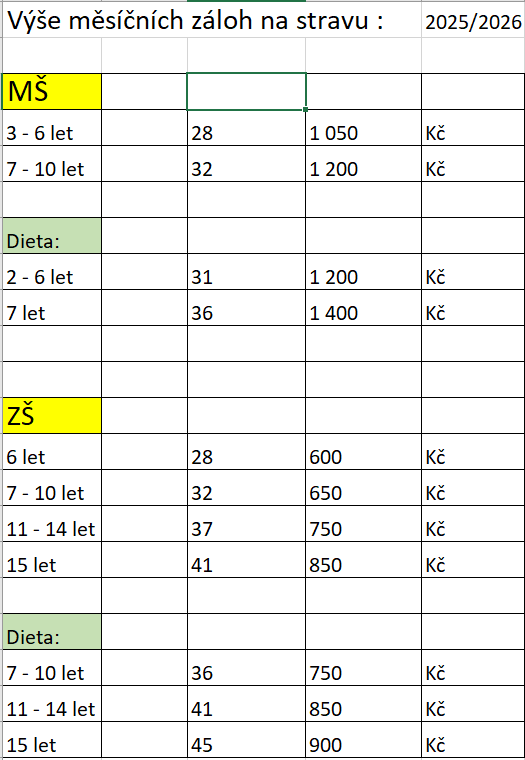 Výše měsíčních záloh na stravu : 2025/2026
MŠ
3 - 6 let 28 1 050 Kč
7 - 10 let 32 1 200 Kč
Dieta:
2 - 6 let 31 1 200 Kč
7 let 36 1 400 Kč
ZŠ
6 let 28 600 Kč
7 - 10 let 32 650 Kč
11 - 14 let 37 750 Kč
15 let 41 850 Kč
Dieta:
7 - 10 let 36 750 Kč
11 - 14 let 41 850 Kč
15 let 45 900 Kč